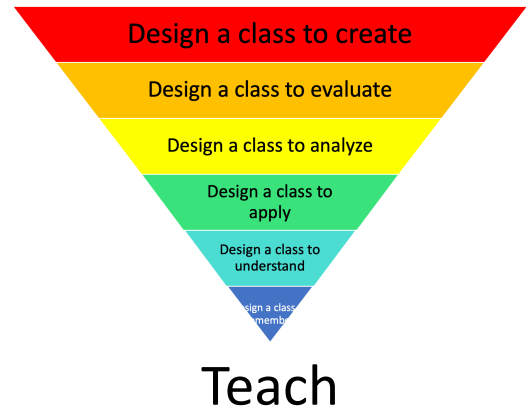 Design a class to create
Design a class to evaluate
Design a class to analyze
Design a class to
apply
Design a class to
understand
a class
Teach